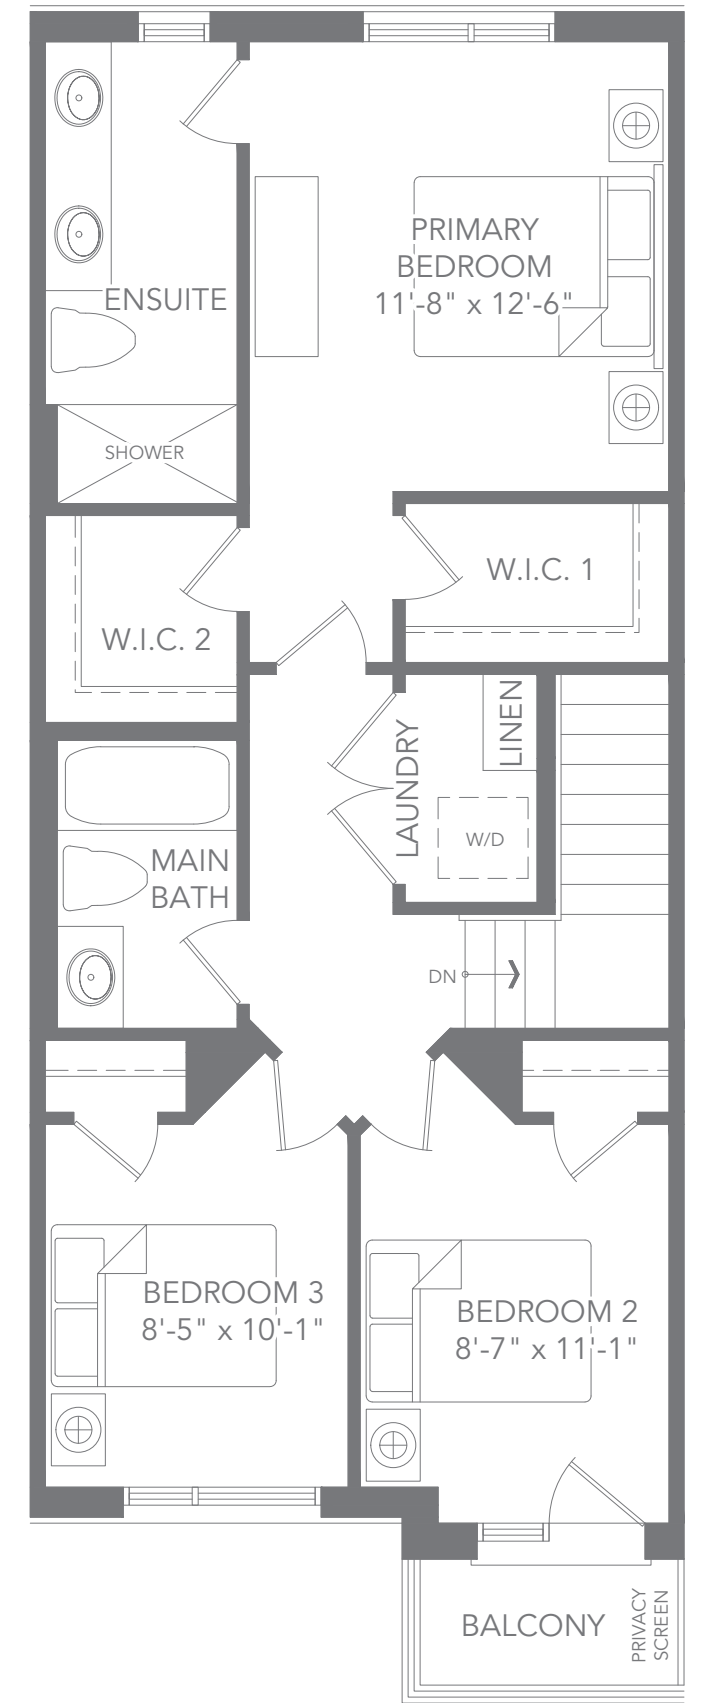 PRIMARY
BEDROOM
11'-8" x 12'-6"
ENSUITE
SHOWER
W.I.C. 1
W.I.C. 2
LINEN
LAUNDRY
W/D
MAIN
BATH
DN
BEDROOM 3
8'-5" x 10'-1"
BEDROOM 2
8'-7" x 11'-1"
BALCONY
PRIVACY
SCREEN